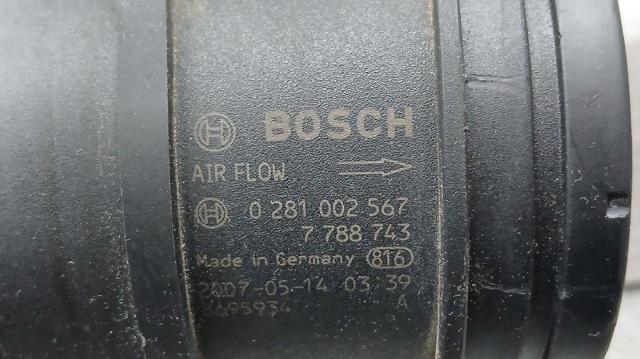 BOSCH
AIR FLOW
0 281 002 567
7 788 743
Made in Germany 816
2007-05-14 03 39
A